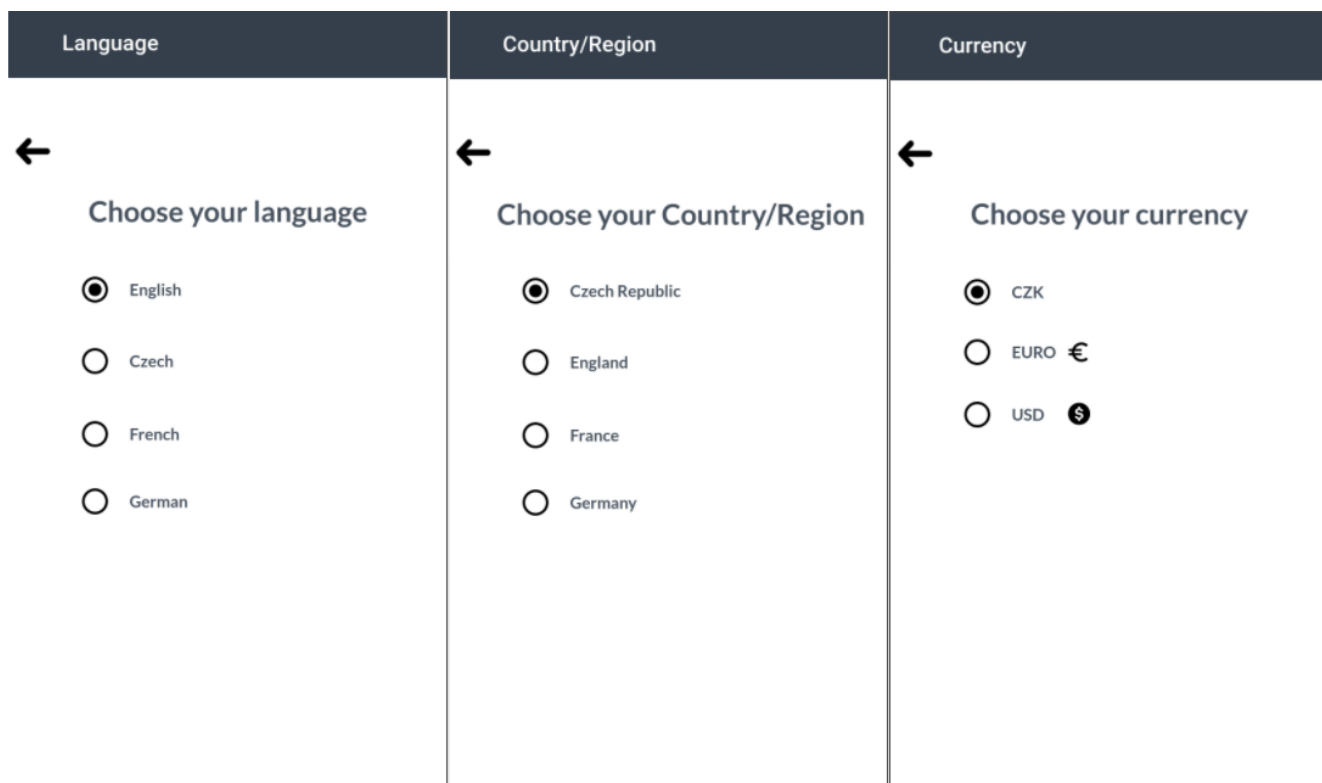 Language
Choose your language
English
Czech
French
German
Country/Region
Choose your Country/Region
Czech Republic
England
France
Germany
Currency
Choose your currency
CZK
EURO €
USD $